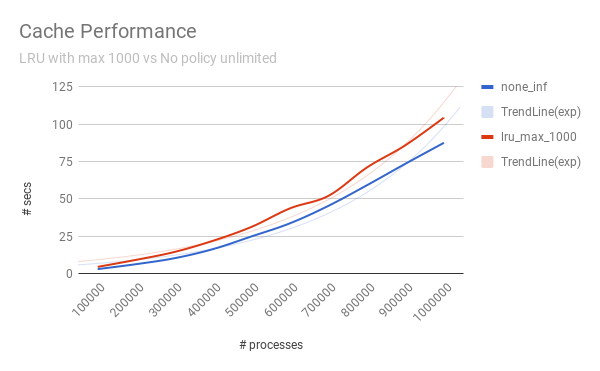 Cache Performance
LRU with max 1000 vs No policy unlimited
125
100
75
50
25
0
# secs
100000
200000
300000
400000
500000
600000
700000
800000
900000
1000000
# processes
none_inf
TrendLine(exp)
lru_max_1000
TrendLine(exp)